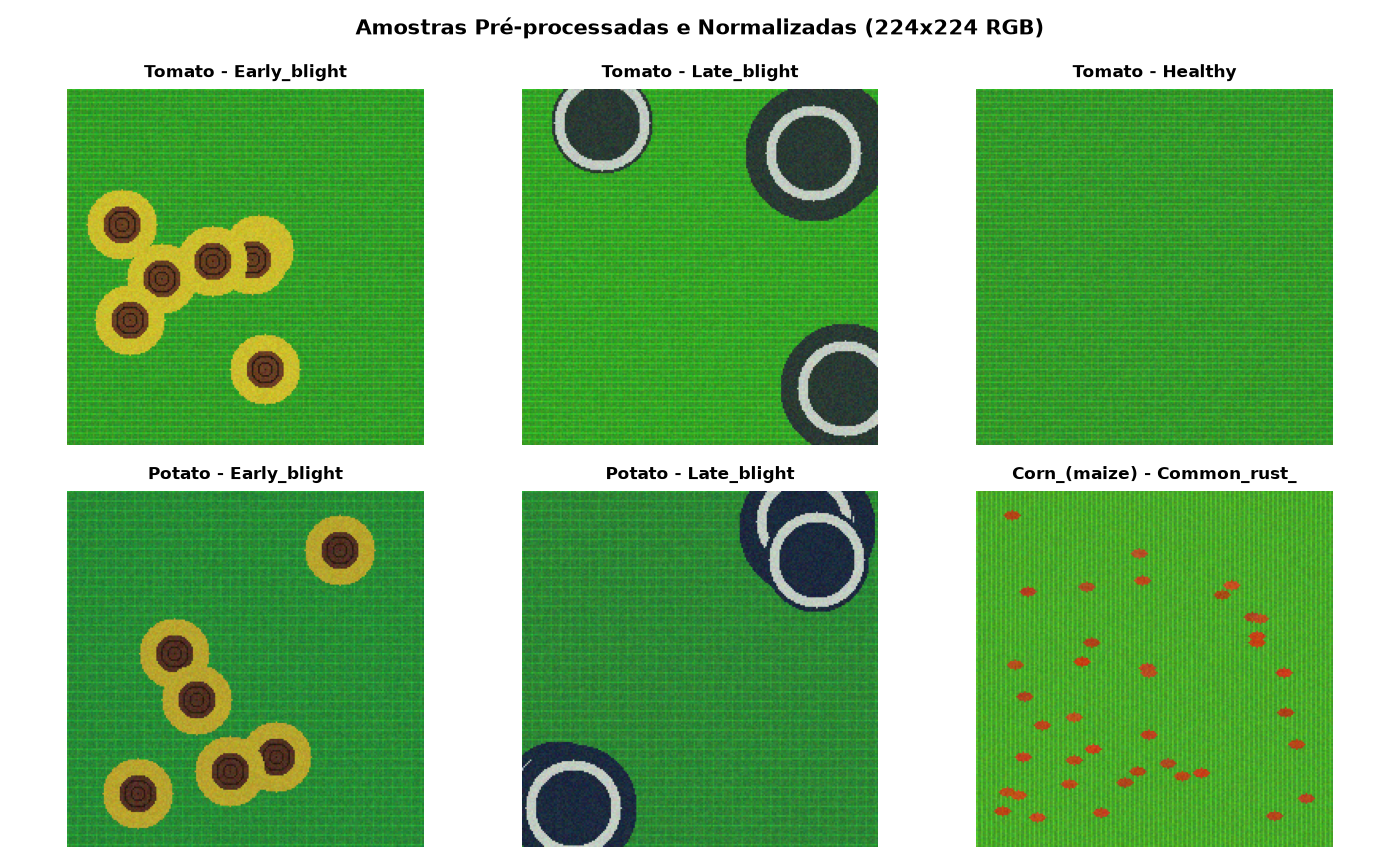 Amostras Pré-processadas e Normalizadas (224x224 RGB)
Tomato - Early_blight
Tomato - Late_blight
Tomato - Healthy
Potato - Early_blight
Potato - Late_blight
Corn_(maize) - Common_rust_